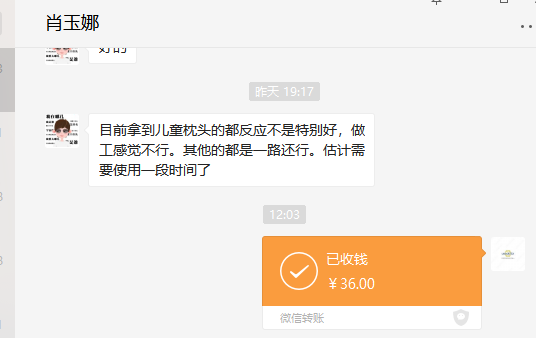 肖玉娜
好的
昨天 19:17
目前拿到儿童枕头的都反应不是特别好，做
工感觉不行。其他的都是一路还行。估计需
要使用一段时间了
12:03
已收钱
￥36.00
微信转账